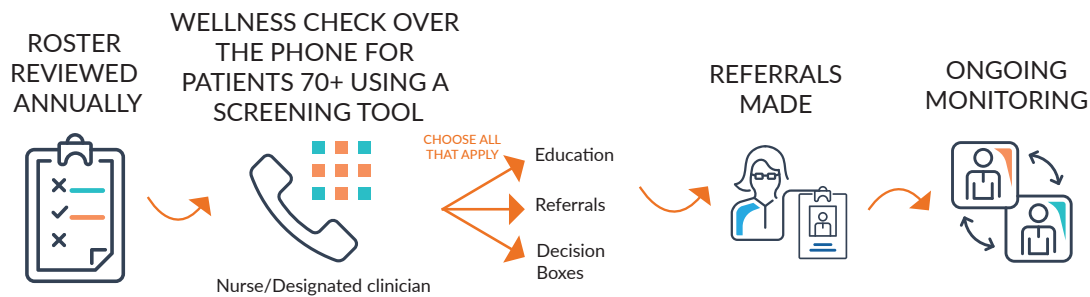 ROSTER
REVIEWED
ANNUALLY
WELLNESS CHECK OVER
THE PHONE FOR
PATIENTS 70+ USING A
SCREENING TOOL
Nurse/Designated clinician
CHOOSE ALL
THAT APPLY
Education
Referrals
Decision
Boxes
REFERRALS
MADE
ONGOING
MONITORING